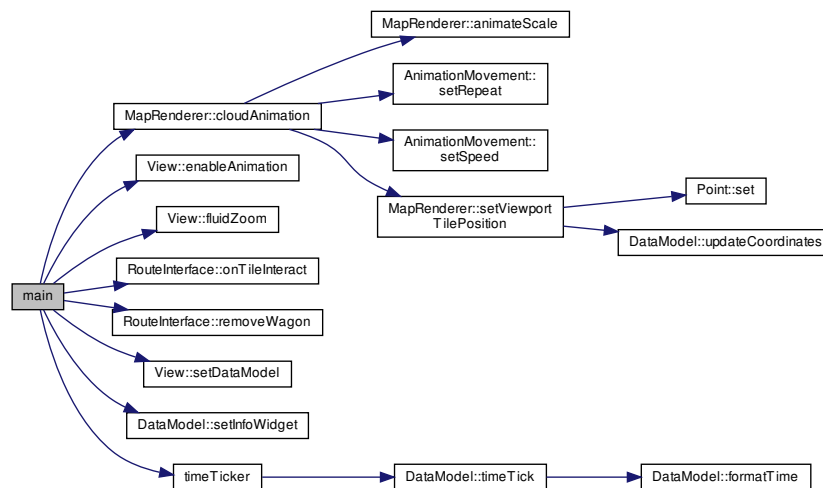 MapRenderer::animateScale
AnimationMovement::
setRepeat
MapRenderer::cloudAnimation
AnimationMovement::
setSpeed
View::enableAnimation
Point::set
MapRenderer::setViewport
TilePosition
View::fluidZoom
DataModel::updateCoordinates
RouteInterface::onTileInteract
main
RouteInterface::removeWagon
View::setDataModel
DataModel::setInfoWidget
timeTicker
DataModel::timeTick
DataModel::formatTime